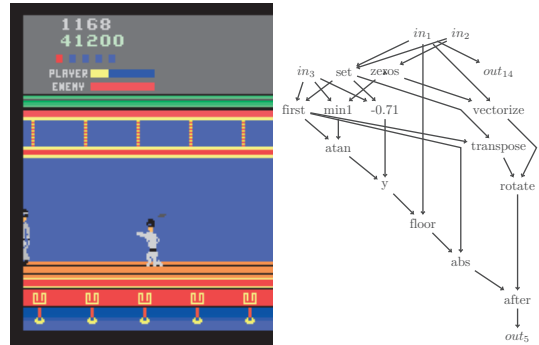 1168
41200
PLAYER
ENEMY
in1 in2
in3 set zeros out14
first min1 -0.71 vectorize
atan transpose
y rotate
floor
abs
after
out5